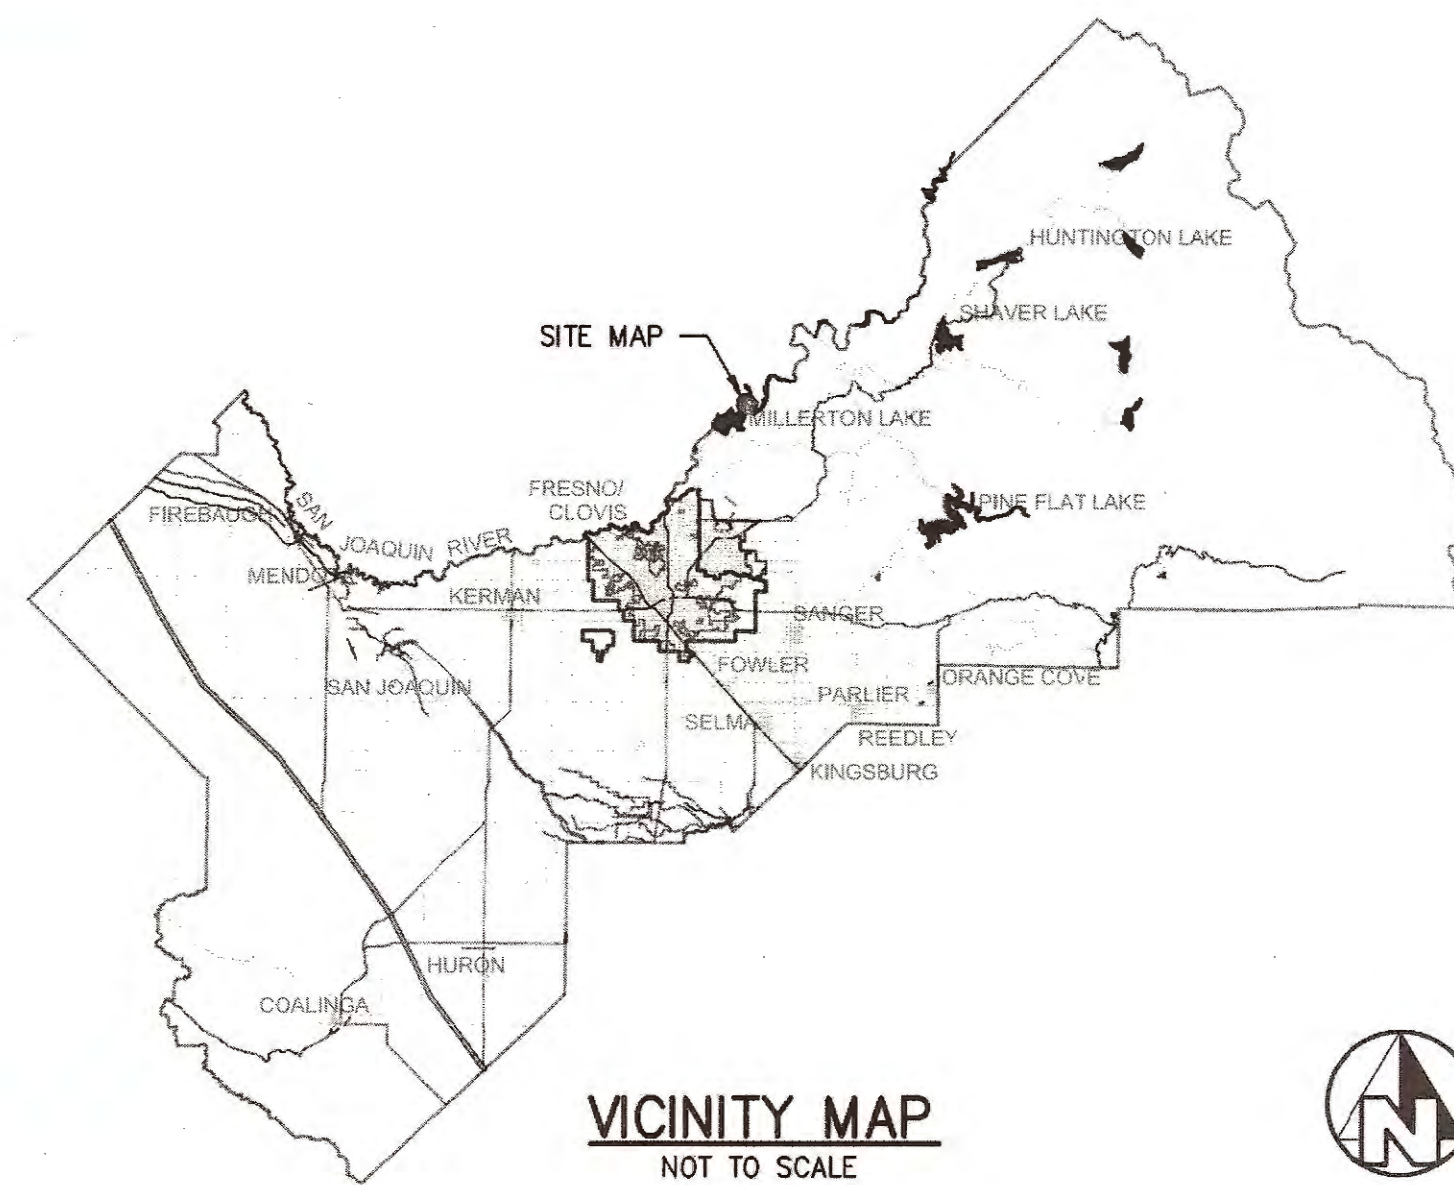 HUNTINGTON LAKE
SHAVER LAKE
SITE MAP
MILLERTON LAKE
FRESNO/
CLOVIS
PINE FLAT LAKE
FIREBAUGH
SAN
JOAQUIN RIVER
MENDOTA
KERMAN
SANGER
FOWLER
SAN JOAQUIN
ORANGE COVE
PARLIER
SELMA
REEDLEY
KINGSBURG
HURON
COALINGA
VICINITY MAP
NOT TO SCALE
N